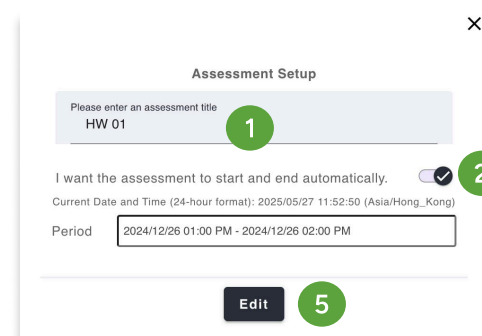 Assessment Setup
Please enter an assessment title
HW 01
1
I want the assessment to start and end automatically.
2
Current Date and Time (24-hour format): 2025/05/27 11:52:50 (Asia/Hong_Kong)
Period
2024/12/26 01:00 PM - 2024/12/26 02:00 PM
Edit
5